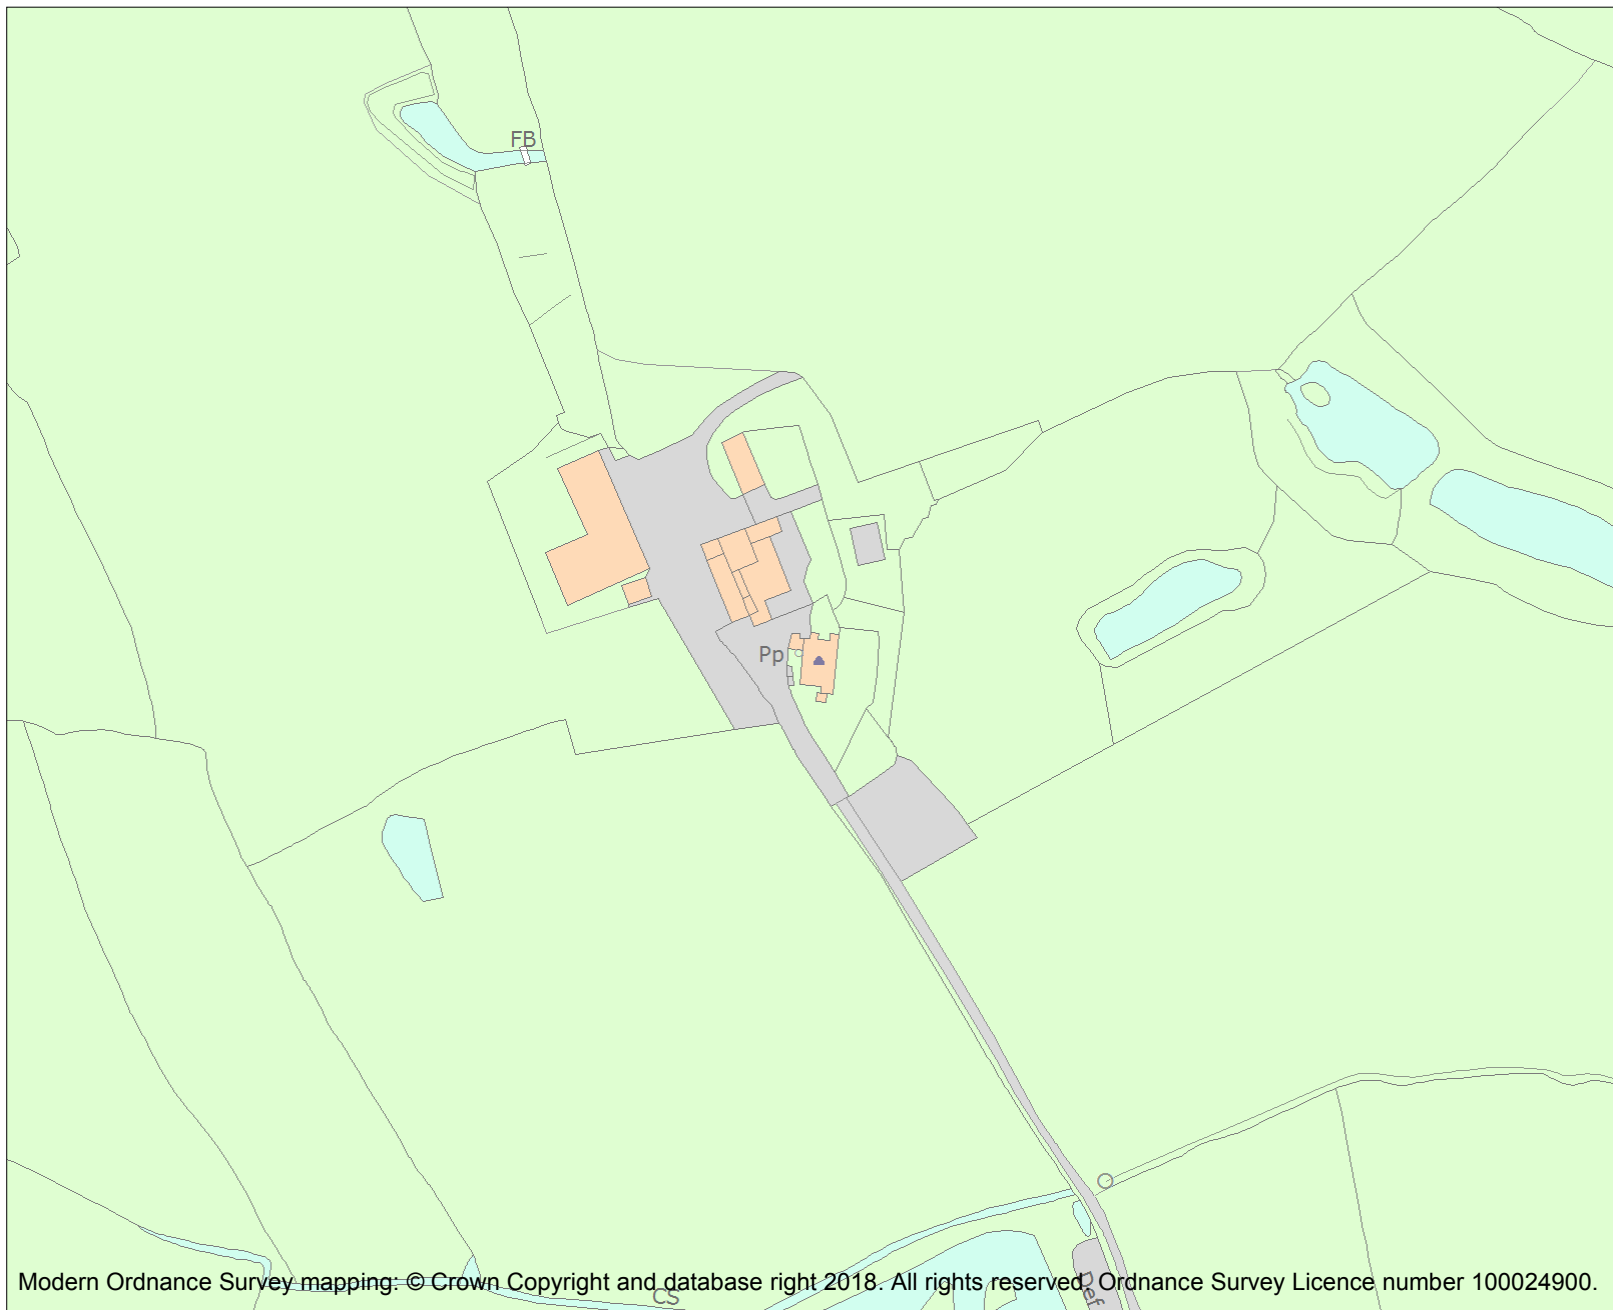 FB
Pp
Modern Ordnance Survey mapping: © Crown Copyright and database right 2018. All rights reserved. Ordnance Survey Licence number 100024900.
CS
Def